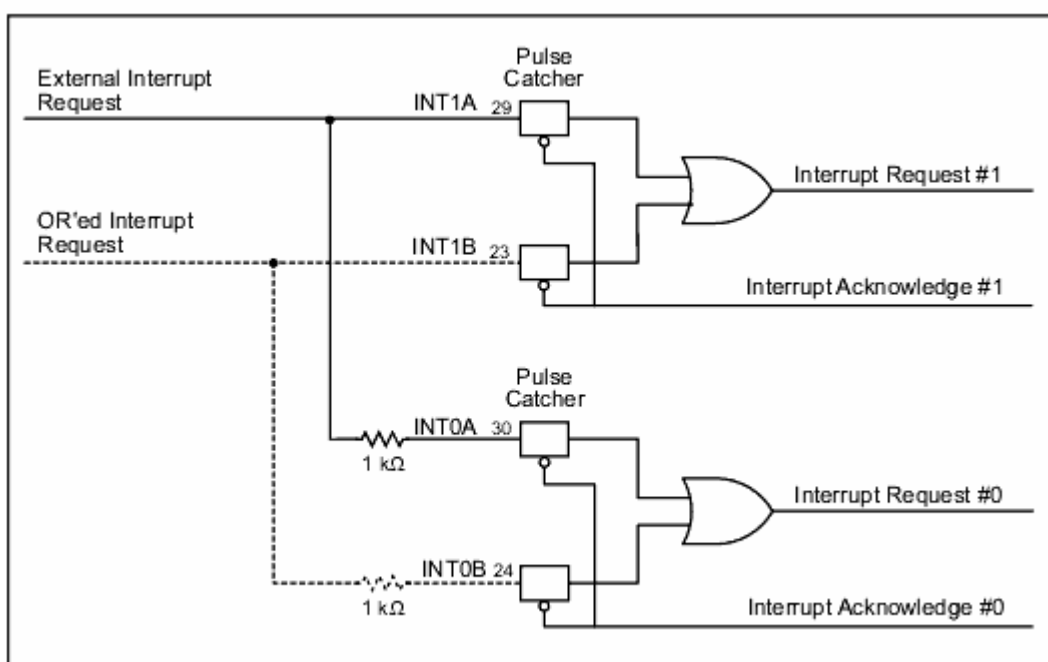 Pulse
Catcher
External Interrupt
Request
INT1A 29
Interrupt Request #1
OR'ed Interrupt
Request
INT1B 23
Interrupt Acknowledge #1
Pulse
Catcher
INT0A 30
1 kΩ
Interrupt Request #0
INT0B 24
1 kΩ
Interrupt Acknowledge #0